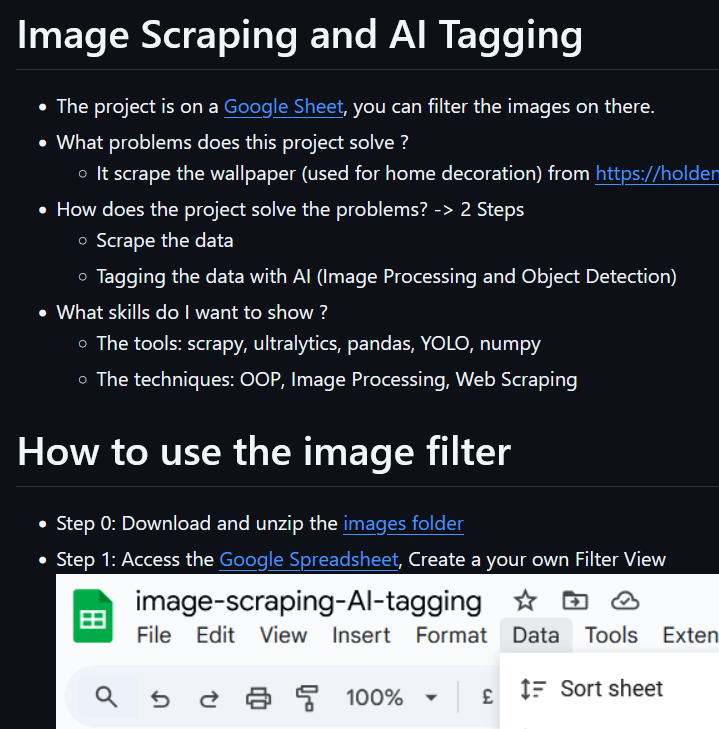 Image Scraping and AI Tagging
The project is on a Google Sheet, you can filter the images on there.
What problems does this project solve ?
It scrape the wallpaper (used for home decoration) from https://holden
How does the project solve the problems? -> 2 Steps
Scrape the data
Tagging the data with AI (Image Processing and Object Detection)
What skills do I want to show ?
The tools: scrapy, ultralytics, pandas, YOLO, numpy
The techniques: OOP, Image Processing, Web Scraping
How to use the image filter
Step 0: Download and unzip the images folder
Step 1: Access the Google Spreadsheet, Create a your own Filter View
image-scraping-AI-tagging
File Edit View Insert Format Data Tools Exten
100% £
Sort sheet